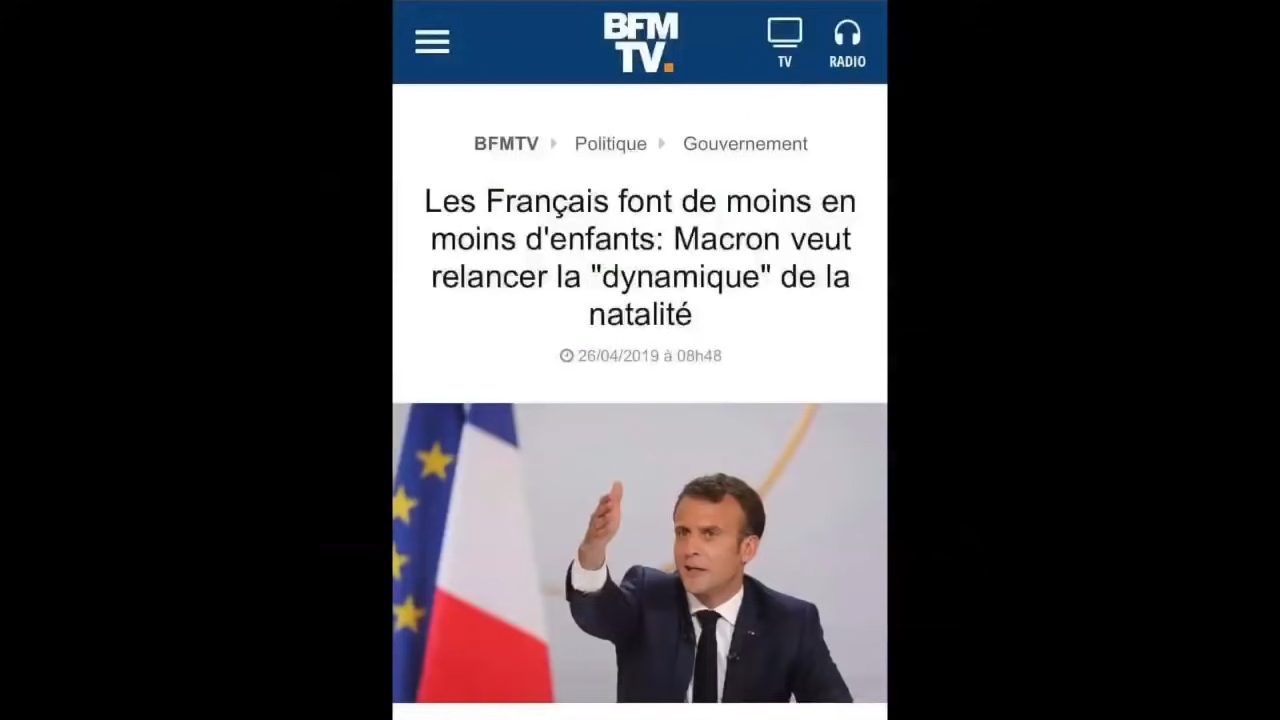 BFM
TV.
TV
RADIO
BFMTV Politique Gouvernement
Les Français font de moins en
moins d'enfants: Macron veut
relancer la "dynamique" de la
natalité
26/04/2019 à 08h48